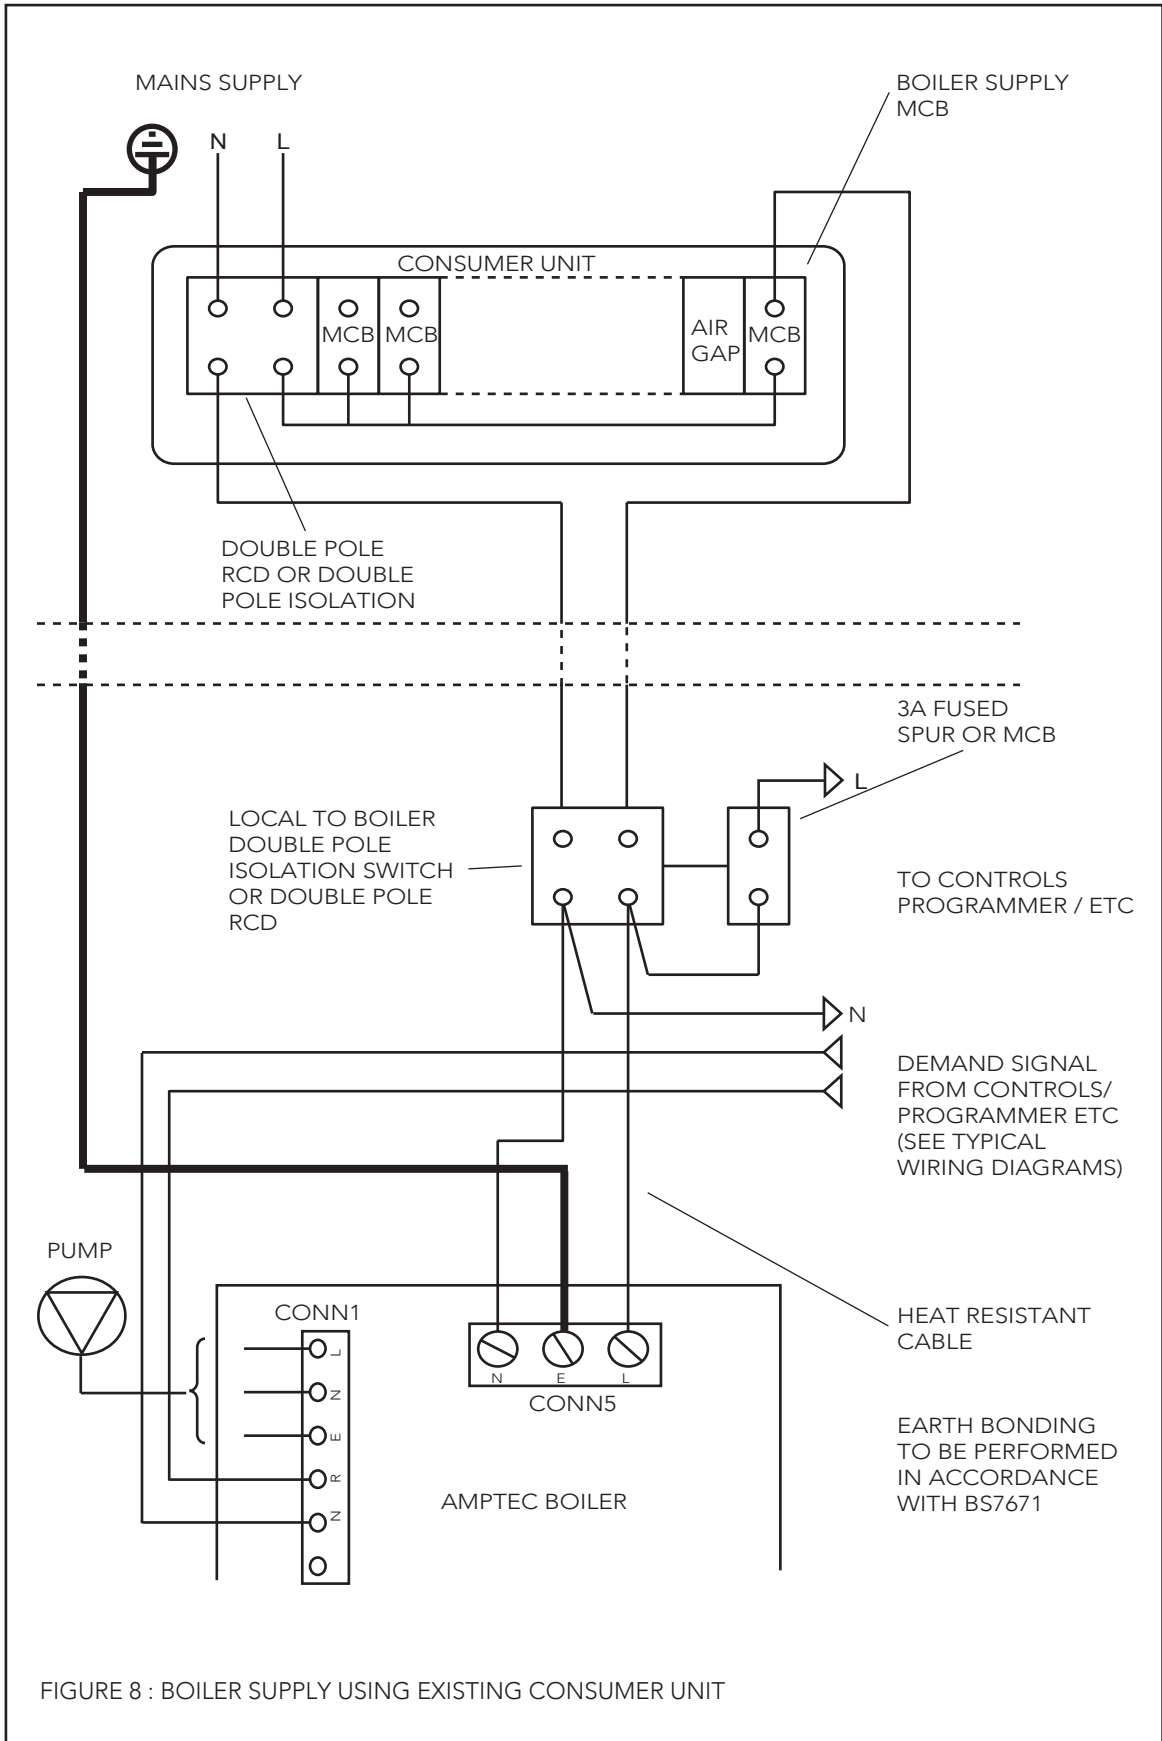 MAINS SUPPLY
BOILER SUPPLY
MCB
N
L
CONSUMER UNIT
MCB
MCB
AIR
GAP
MCB
DOUBLE POLE
RCD OR DOUBLE
POLE ISOLATION
3A FUSED
SPUR OR MCB
L
LOCAL TO BOILER
DOUBLE POLE
ISOLATION SWITCH
OR DOUBLE POLE
RCD
TO CONTROLS
PROGRAMMER / ETC
N
DEMAND SIGNAL
FROM CONTROLS/
PROGRAMMER ETC
(SEE TYPICAL
WIRING DIAGRAMS)
PUMP
CONN1
L
N
E
R
N
N
E
L
CONN5
HEAT RESISTANT
CABLE
EARTH BONDING
TO BE PERFORMED
IN ACCORDANCE
WITH BS7671
AMPTEC BOILER
FIGURE 8 : BOILER SUPPLY USING EXISTING CONSUMER UNIT